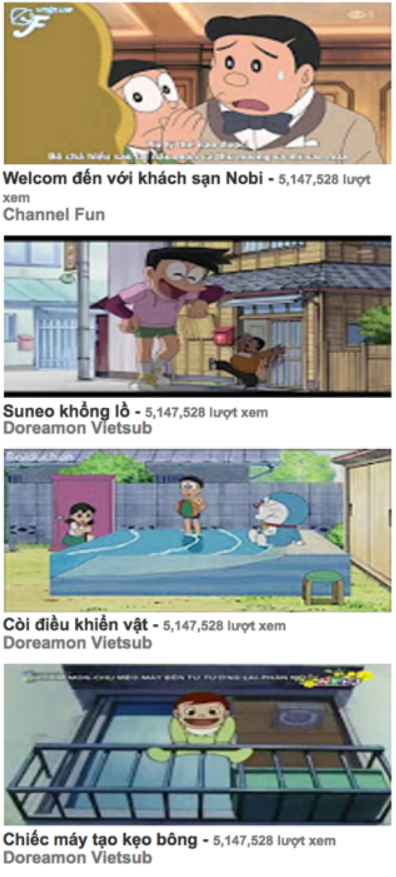 Welcom đến với khách sạn Nobi - 5,147,528 lượt
xem
Channel Fun
Suneo khổng lồ - 5,147,528 lượt xem
Doreamon Vietsub
Còi điều khiển vật - 5,147,528 lượt xem
Doreamon Vietsub
Chiếc máy tạo kẹo bông - 5,147,528 lượt xem
Doreamon Vietsub